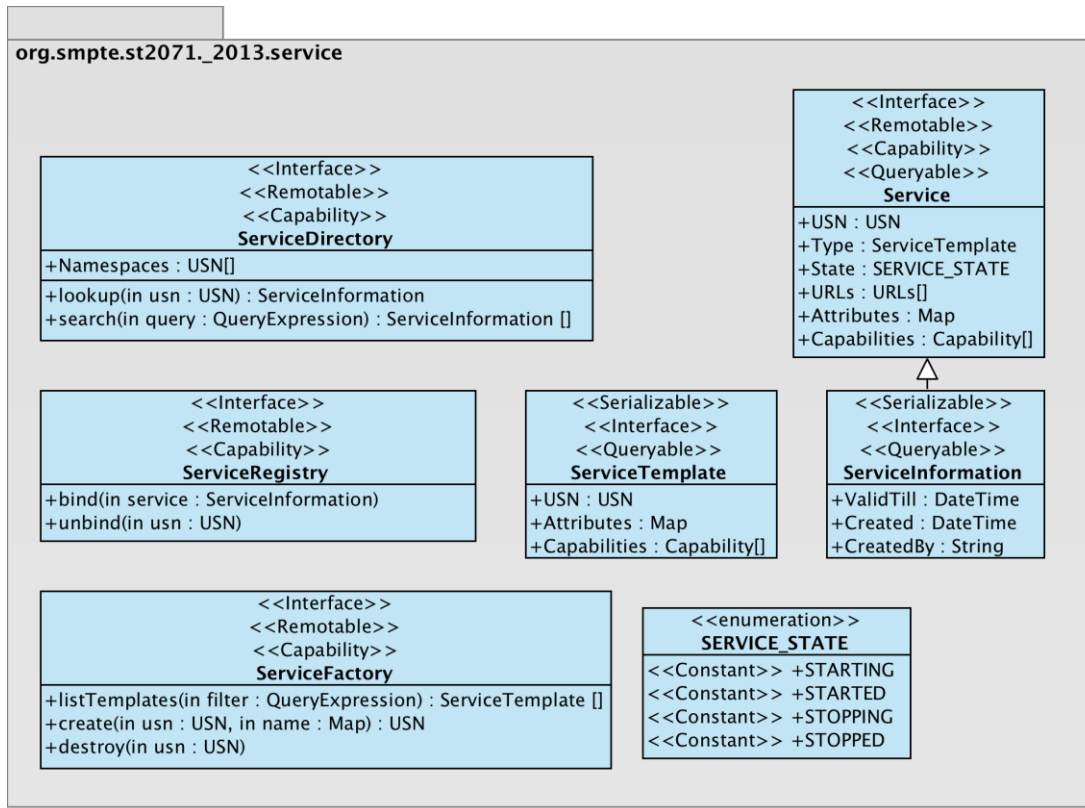 org.smpte.st2071._2013.service
<<Interface>>
<<Remotable>>
<<Capability>>
<<Queryable>>
Service
+USN : USN
+Type : ServiceTemplate
+State : SERVICE_STATE
+URLs : URLs[]
+Attributes : Map
+Capabilities : Capability[]
<<Interface>>
<<Remotable>>
<<Capability>>
ServiceDirectory
+Namespaces : USN[]
+lookup(in usn : USN) : ServiceInformation
+search(in query : QueryExpression) : ServiceInformation []
<<Interface>>
<<Remotable>>
<<Capability>>
ServiceRegistry
+bind(in service : ServiceInformation)
+unbind(in usn : USN)
<<Serializable>>
<<Interface>>
<<Queryable>>
ServiceTemplate
+USN : USN
+Attributes : Map
+Capabilities : Capability[]
<<Serializable>>
<<Interface>>
<<Queryable>>
ServiceInformation
+ValidTill : DateTime
+Created : DateTime
+CreatedBy : String
<<Interface>>
<<Remotable>>
<<Capability>>
ServiceFactory
+listTemplates(in filter : QueryExpression) : ServiceTemplate []
+create(in usn : USN, in name : Map) : USN
+destroy(in usn : USN)
<<enumeration>>
SERVICE_STATE
<<Constant>> +STARTING
<<Constant>> +STARTED
<<Constant>> +STOPPING
<<Constant>> +STOPPED